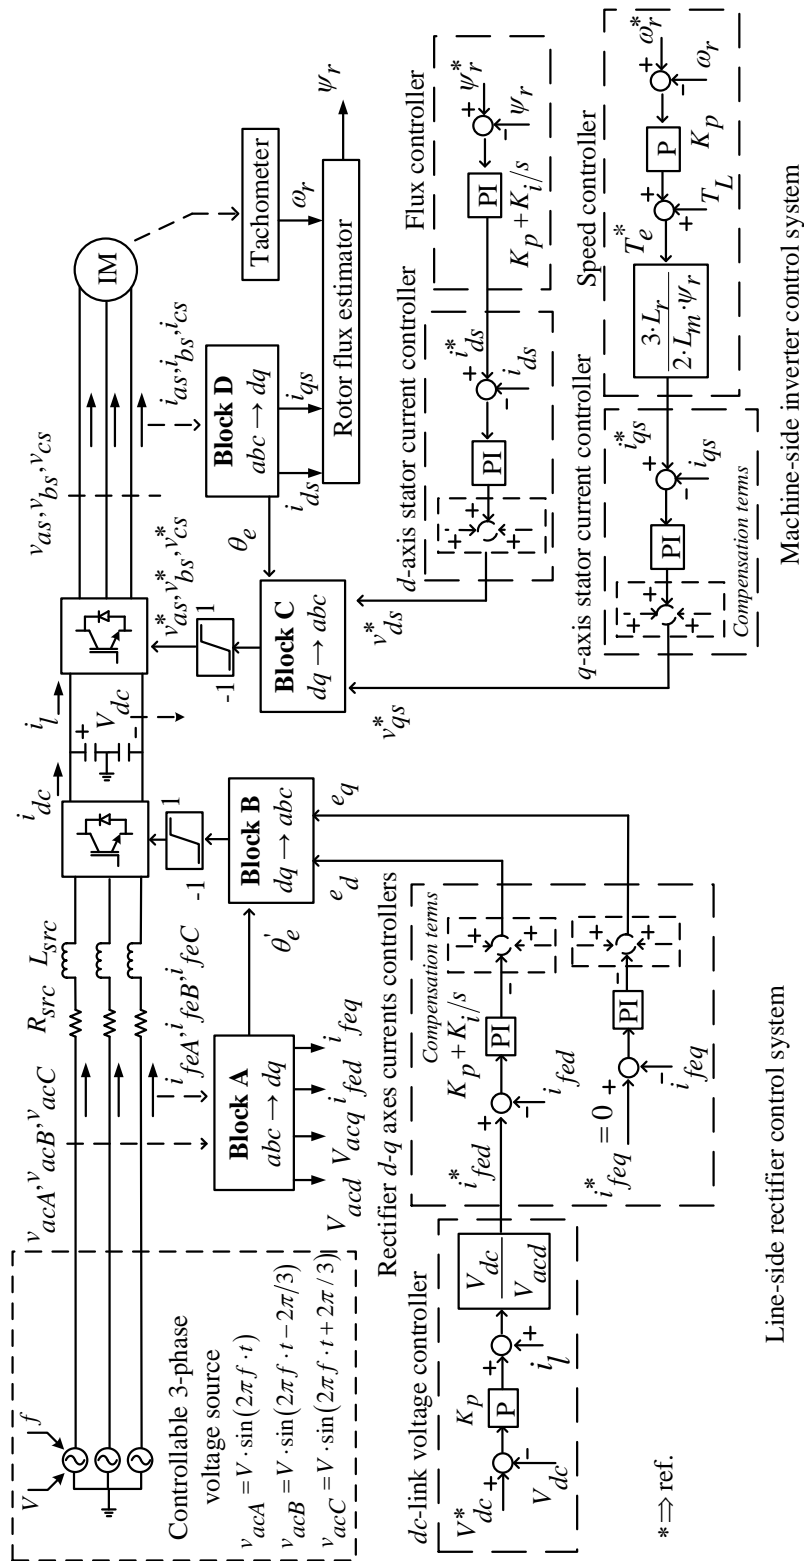 V
f
Controllable 3-phase
voltage source
v_acA = V · sin(2πf · t)
v_acB = V · sin(2πf · t − 2π/3)
v_acC = V · sin(2πf · t + 2π/3)
v_acA, v_acB, v_acC
R_src
L_src
i_feA, i_feB, i_feC
i_dc
i_l
+
V_dc
-
v_as, v_bs, v_cs
i_as, i_bs, i_cs
IM
Block A
abc → dq
V_acd
V_acq
i_fed
i_feq
θ'_e
-1
1
Block B
dq → abc
e_d
e_q
-1
1
v*_as, v*_bs, v*_cs
Block C
dq → abc
θ_e
Block D
abc → dq
i_ds
i_qs
Tachometer
ω_r
Rotor flux estimator
ψ_r
v*_qs
v*_ds
dc-link voltage controller
V*_dc
+
-
V_dc
K_p
P
+
+
i_l
V_dc
V_acd
Rectifier d-q axes currents controllers
i*_fed
+
-
i_fed
K_p + K_i/s
PI
-
Compensation terms
+
+
i*_feq = 0
+
-
i_feq
PI
-
+
+
d-axis stator current controller
+
+
+
PI
+
-
i*_ds
i_ds
Flux controller
PI
K_p + K_i/s
+
-
ψ*_r
ψ_r
q-axis stator current controller
+
+
+
Compensation terms
PI
+
-
i*_qs
i_qs
Speed controller
3·L_r
2·L_m·ψ_r
T*_e
+
+
T_L
P
K_p
+
-
ω*_r
ω_r
* ⇒ ref.
Line-side rectifier control system
Machine-side inverter control system